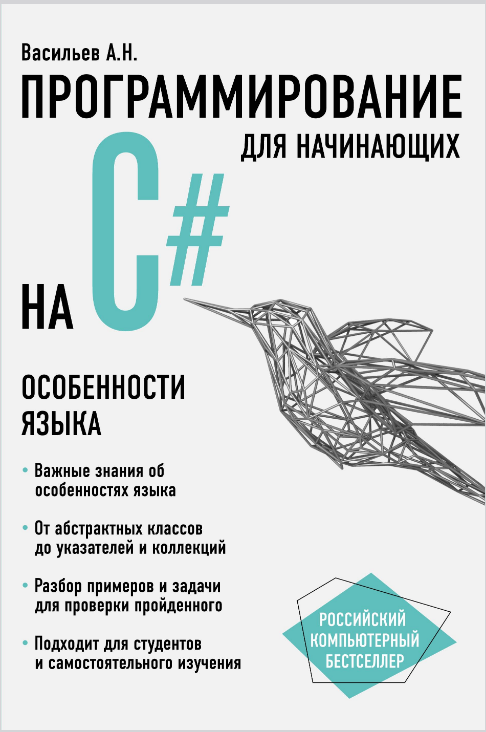 Васильев А.Н.
ПРОГРАММИРОВАНИЕ
ДЛЯ НАЧИНАЮЩИХ
НА C#
ОСОБЕННОСТИ
ЯЗЫКА
• Важные знания об
особенностях языка
• От абстрактных классов
до указателей и коллекций
• Разбор примеров и задачи
для проверки пройденного
• Подходит для студентов
и самостоятельного изучения
РОССИЙСКИЙ
КОМПЬЮТЕРНЫЙ
БЕСТСЕЛЛЕР